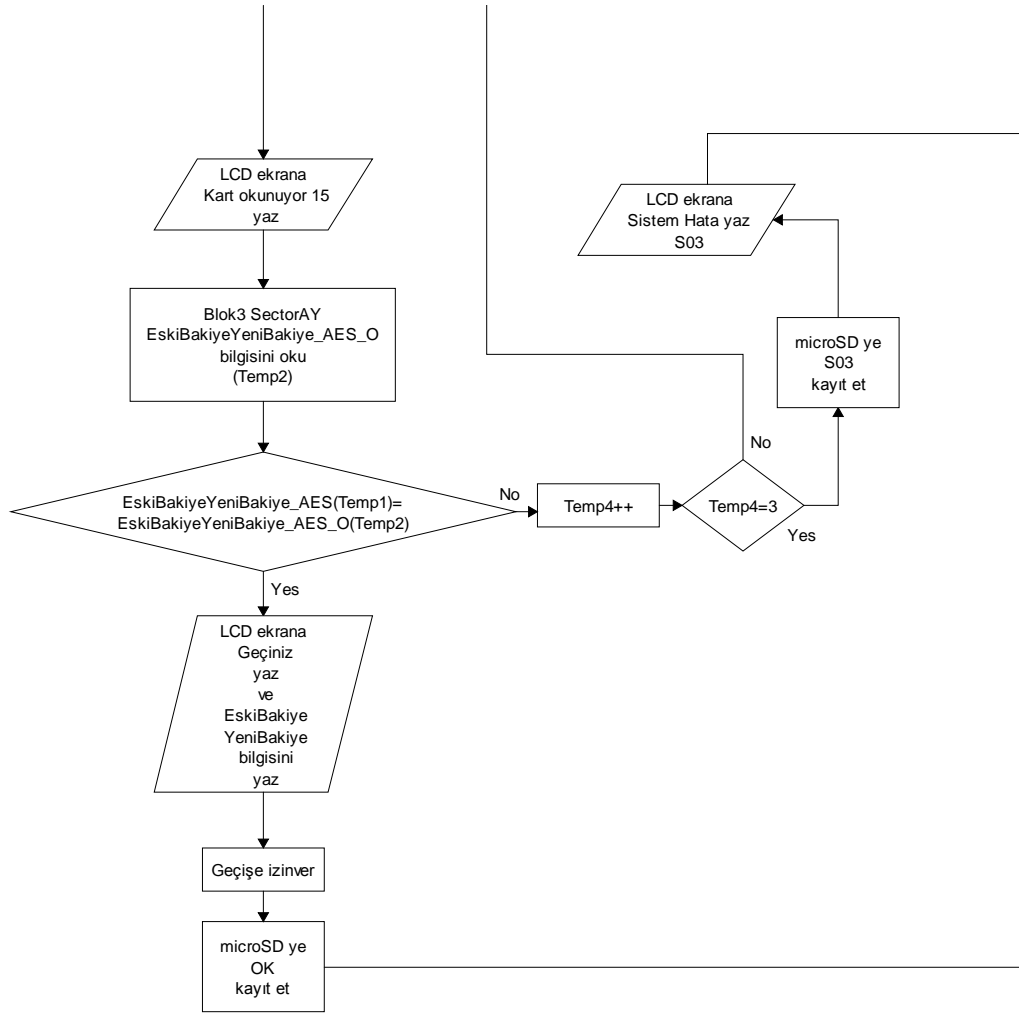 LCD ekrana
Kart okunuyor 15
yaz
Blok3 SectorAY
EskiBakiyeYeniBakiye_AES_O
bilgisini oku
(Temp2)
EskiBakiyeYeniBakiye_AES(Temp1)=
EskiBakiyeYeniBakiye_AES_O(Temp2)
No
Temp4++
Temp4=3
No
Yes
microSD ye
S03
kayıt et
LCD ekrana
Sistem Hata yaz
S03
Yes
LCD ekrana
Geçiniz
yaz
ve
EskiBakiye
YeniBakiye
bilgisini
yaz
Geçişe izinver
microSD ye
OK
kayıt et